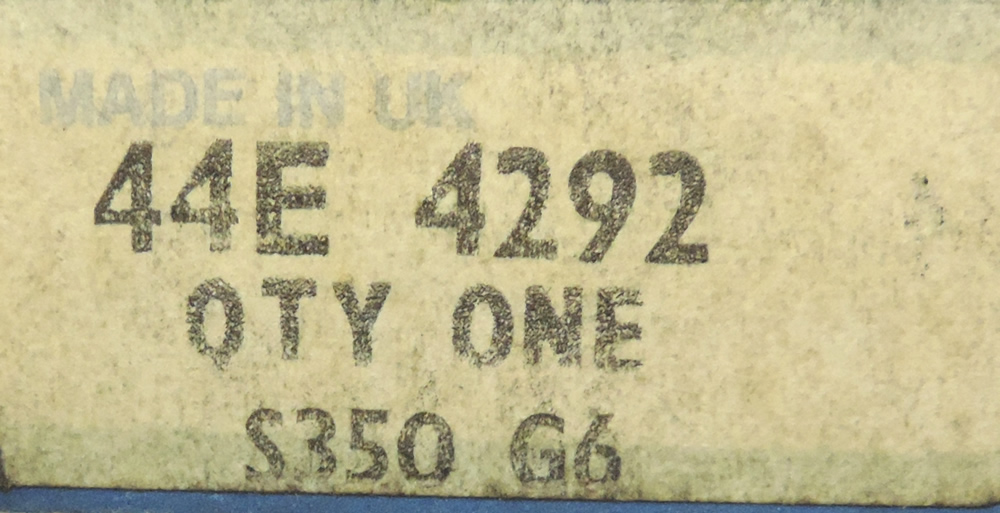 MADE IN UK
44E 4292
QTY ONE
S350 G6